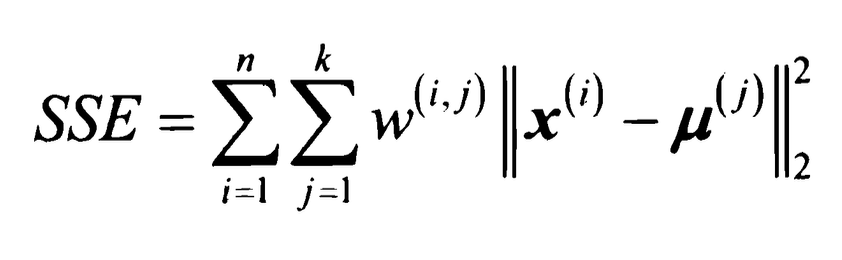 $SSE = \sum_{i=1}^{n} \sum_{j=1}^{k} w^{(i,j)} \left\| \boldsymbol{x}^{(i)} - \boldsymbol{\mu}^{(j)} \right\|_2^2$